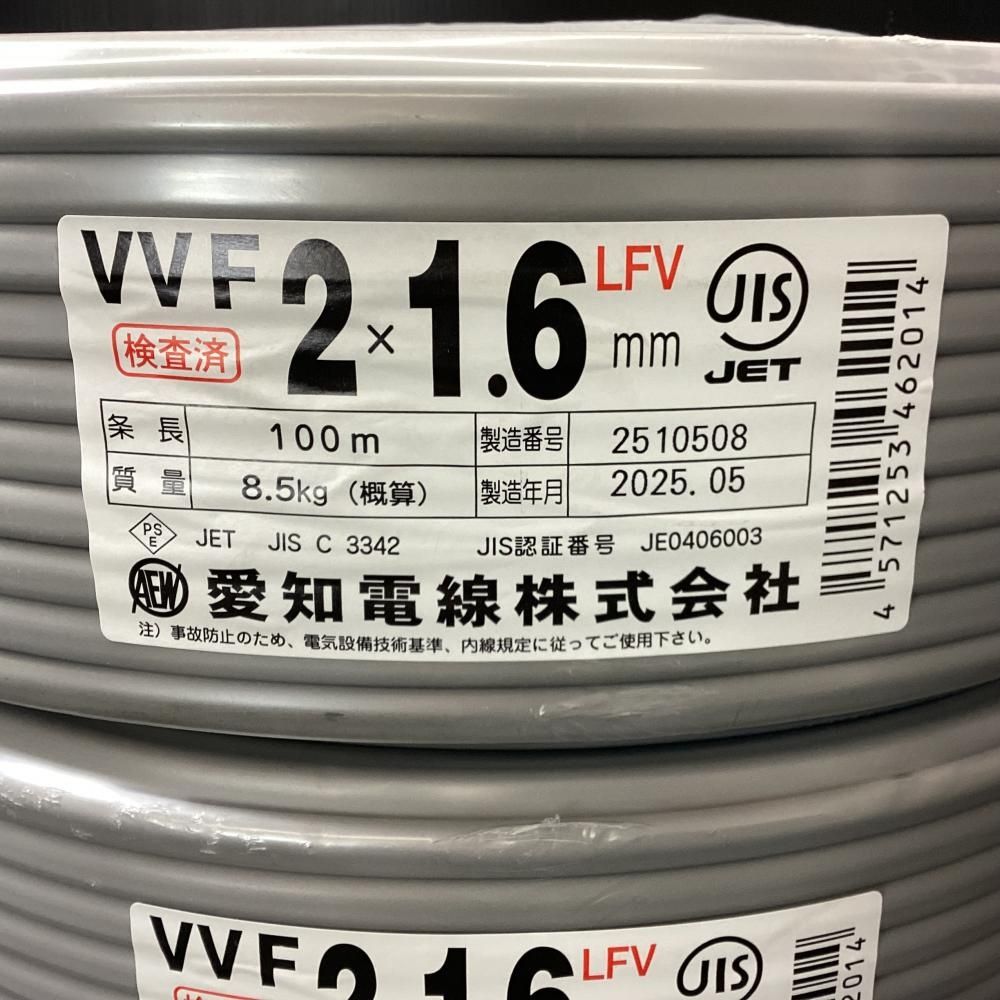 VVF 2×1.6 mm LFV
JIS
JET
検査済
条長 100m 製造番号 2510508
質量 8.5kg（概算） 製造年月 2025.05
PSE JET JIS C 3342 JIS認証番号 JE0406003
AEW 愛知電線株式会社
注）事故防止のため、電気設備技術基準、内線規定に従ってご使用下さい。
4571253462014
VVF 2 1.6 LFV
JIS
2014